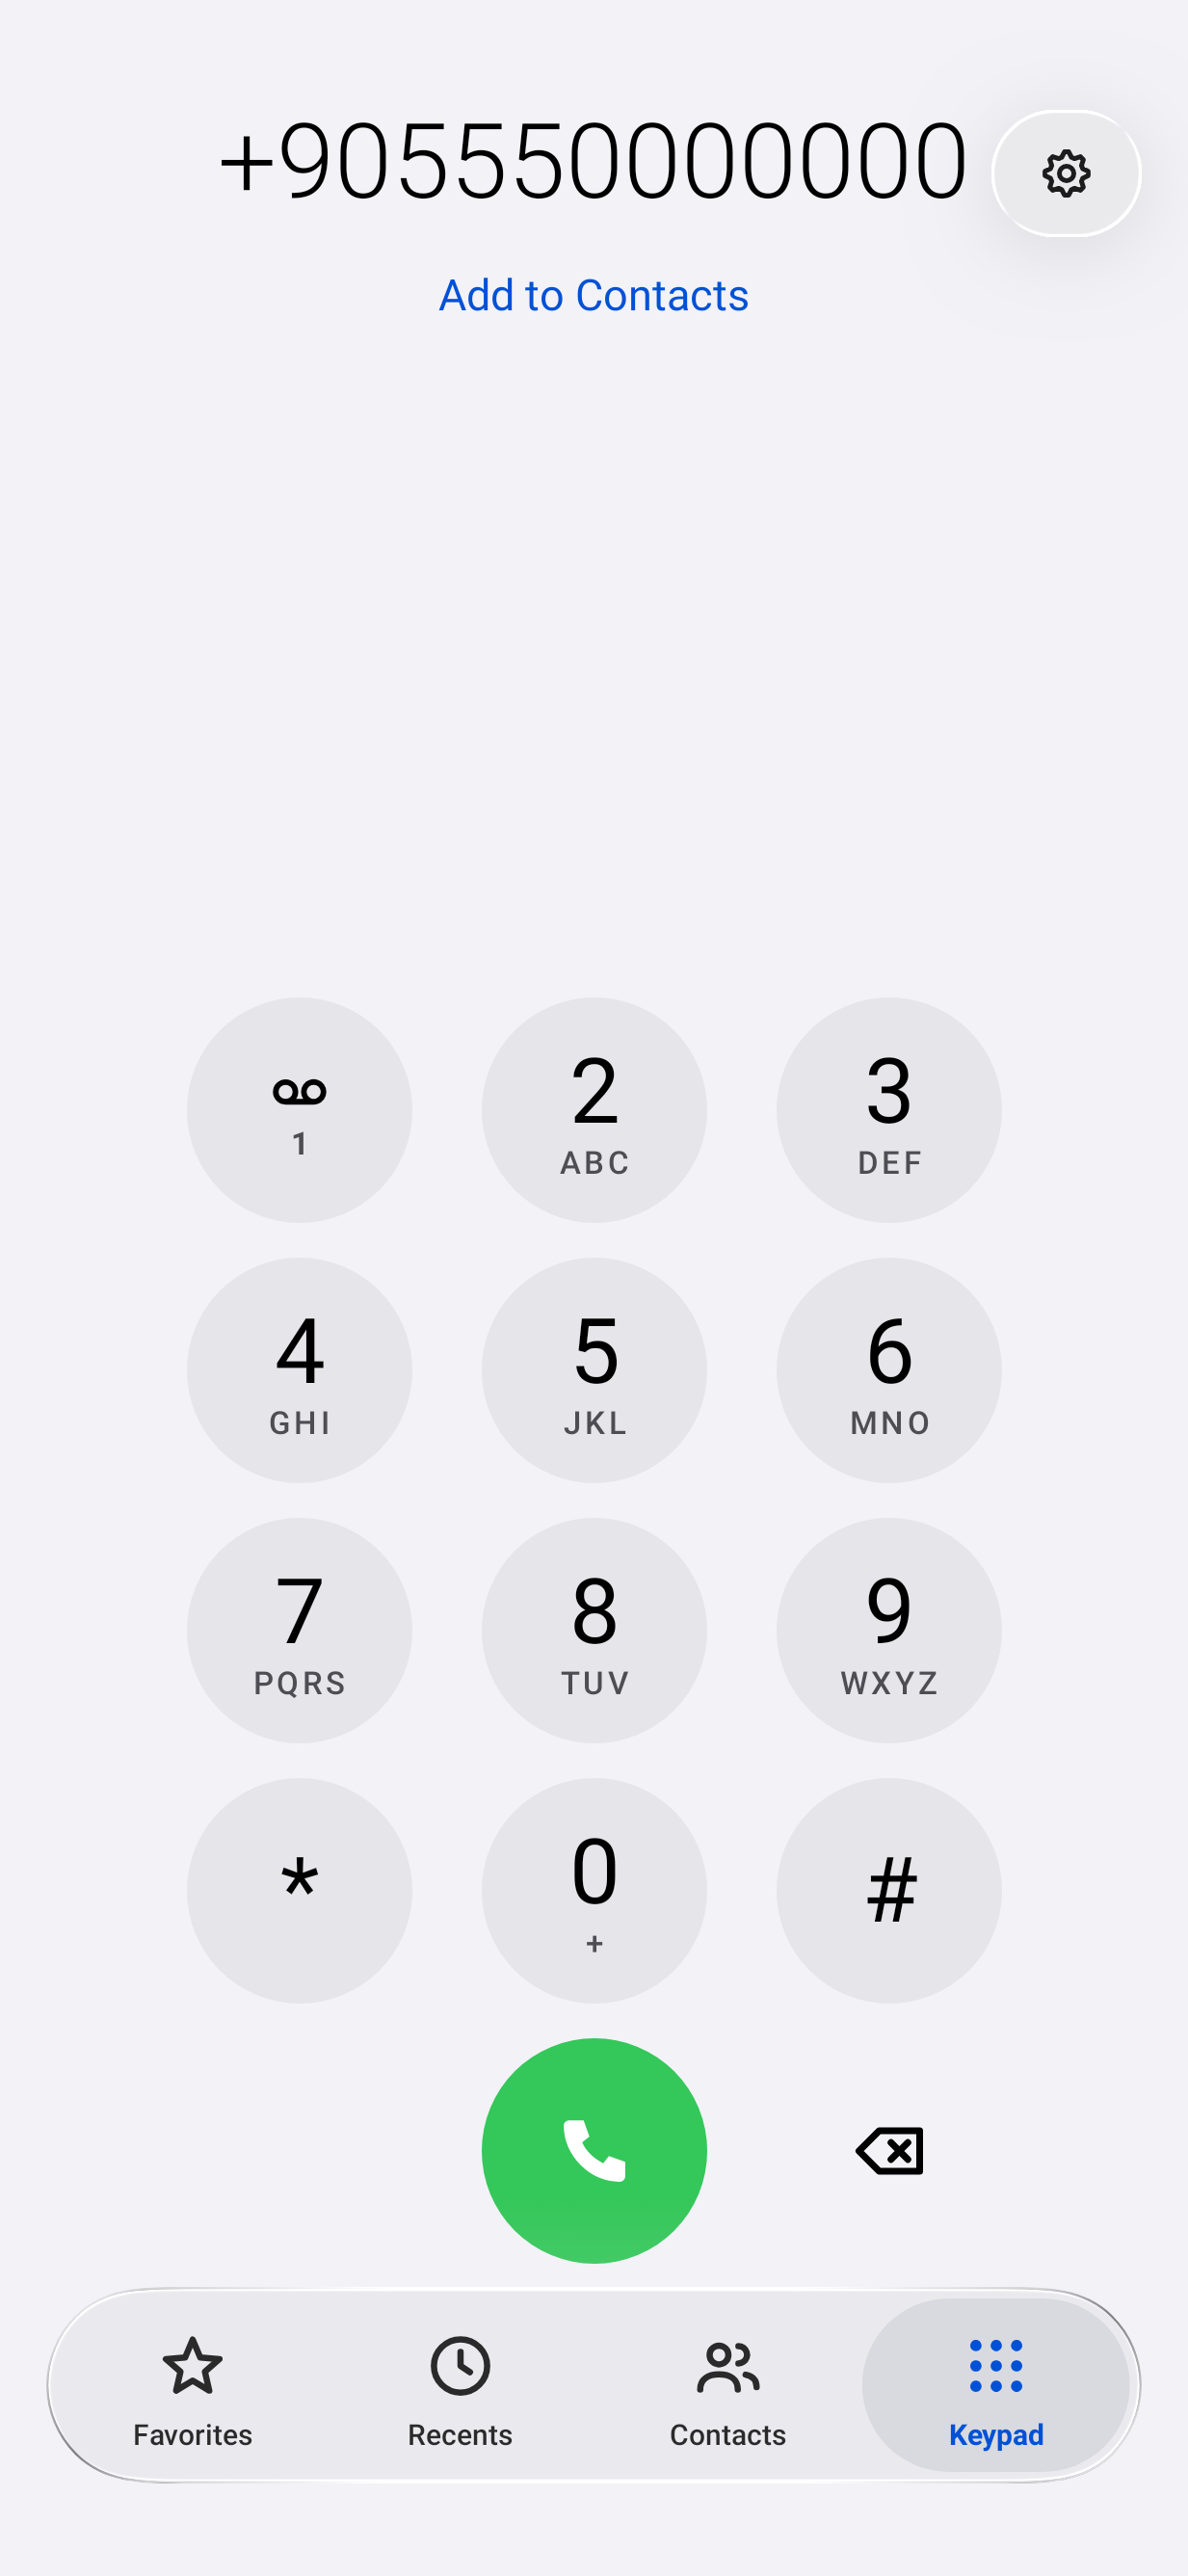 +905550000000
Add to Contacts
1
2
ABC
3
DEF
4
GHI
5
JKL
6
MNO
7
PQRS
8
TUV
9
WXYZ
*
0
+
#
Favorites
Recents
Contacts
Keypad